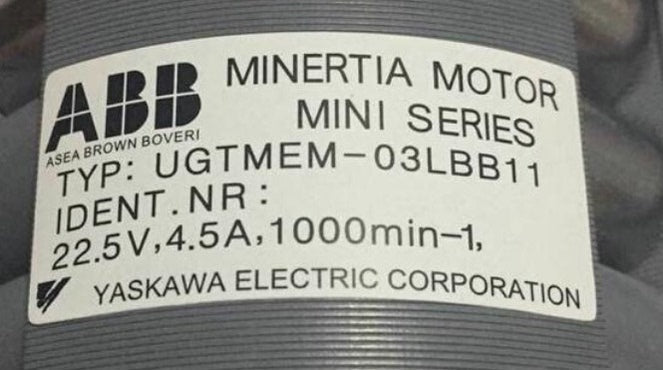 ABB MINERTIA MOTOR
MINI SERIES
ASEA BROWN BOVERI
TYP: UGTMEM-03LBB11
IDENT.NR:
22.5V,4.5A,1000min-1,
YASKAWA ELECTRIC CORPORATION